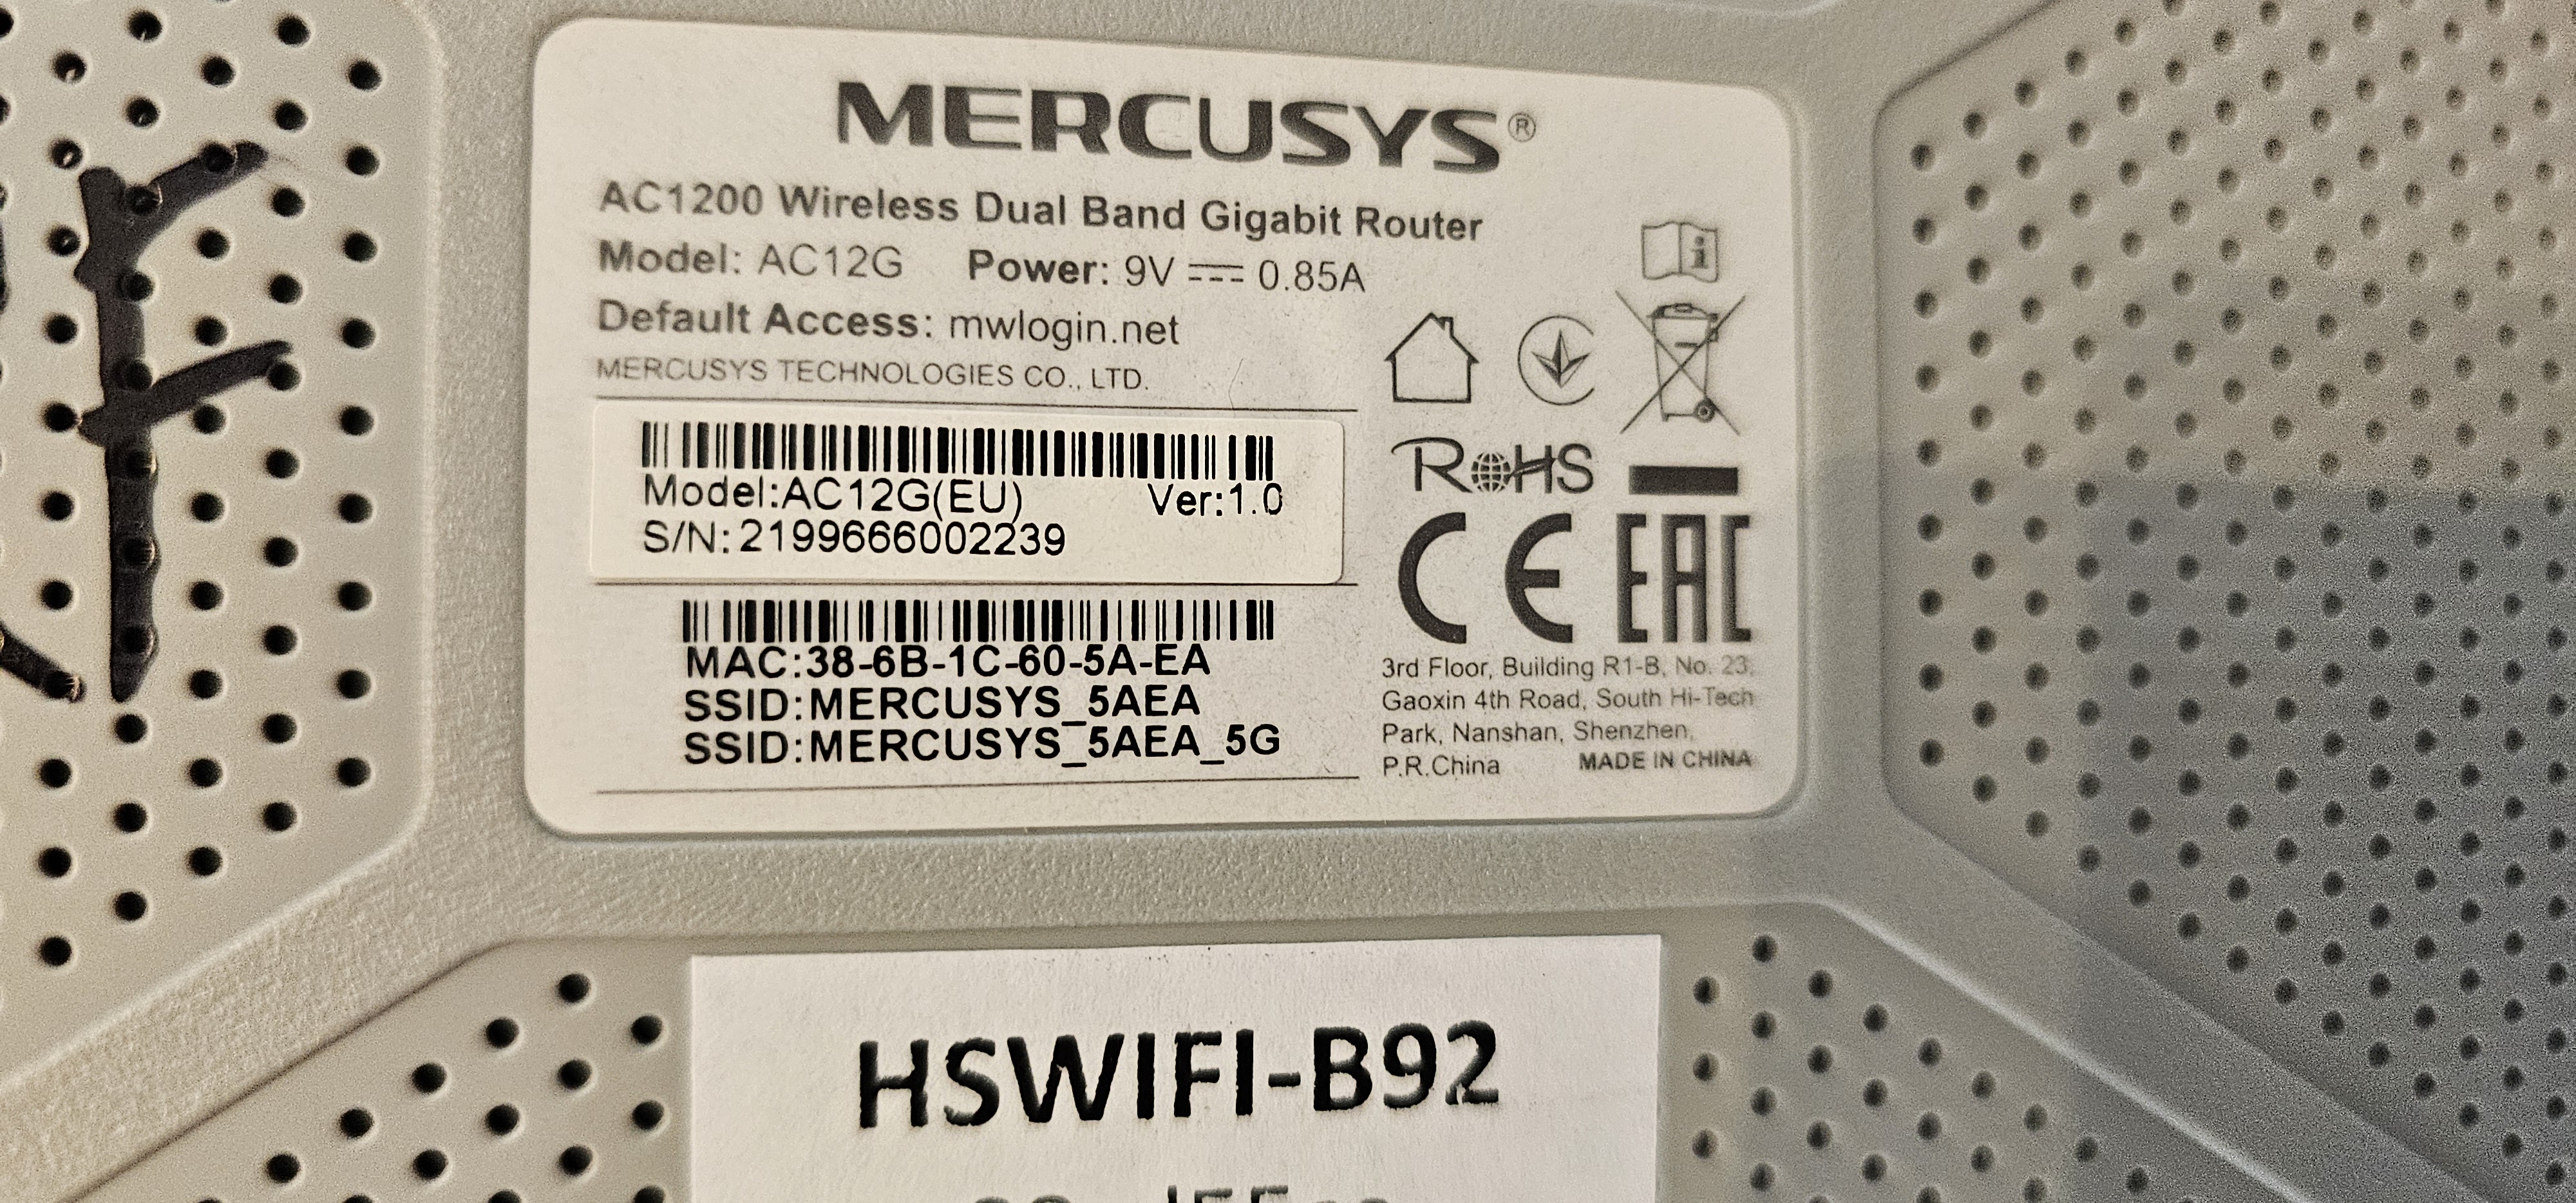 MERCUSYS®
AC1200 Wireless Dual Band Gigabit Router
Model: AC12G Power: 9V 0.85A
Default Access: mwlogin.net
MERCUSYS TECHNOLOGIES CO., LTD.
Model:AC12G(EU) Ver:1.0
S/N:2199666002239
MAC:38-6B-1C-60-5A-EA
SSID:MERCUSYS_5AEA
SSID:MERCUSYS_5AEA_5G
i
RoHS
CE EAC
3rd Floor, Building R1-B, No. 23,
Gaoxin 4th Road, South Hi-Tech
Park, Nanshan, Shenzhen,
P.R.China MADE IN CHINA
HSWIFI-B92